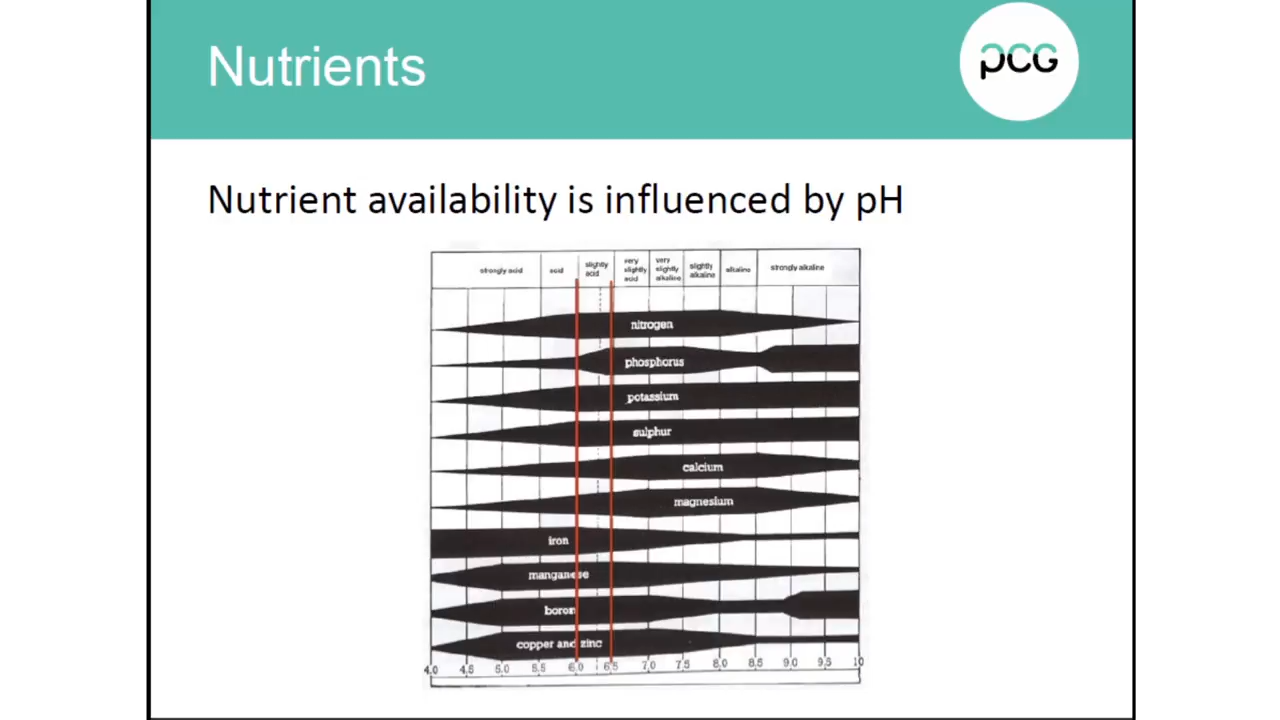 Nutrients
pCG
Nutrient availability is influenced by pH
strongly acid
acid
slightly
acid
very
slightly
acid
very
slightly
alkaline
slightly
alkaline
alkaline
strongly alkaline
nitrogen
phosphorus
potassium
sulphur
calcium
magnesium
iron
manganese
boron
copper and zinc
4.0 4.5 5.0 5.5 6.0 6.5 7.0 7.5 8.0 8.5 9.0 9.5 10